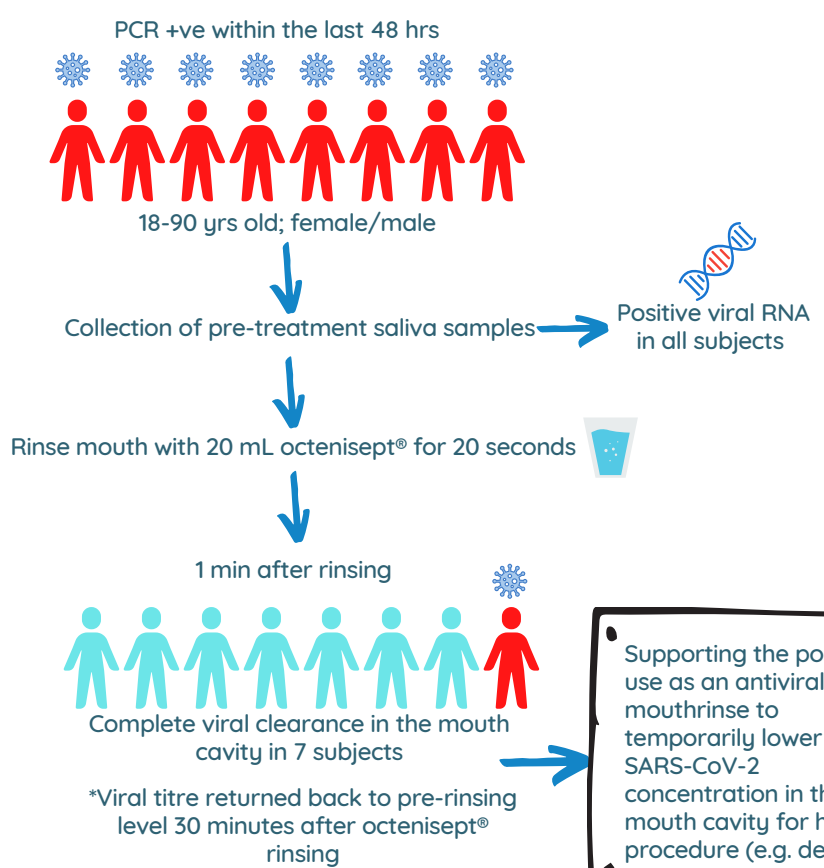 PCR +ve within the last 48 hrs
18-90 yrs old; female/male
Collection of pre-treatment saliva samples
Positive viral RNA
in all subjects
Rinse mouth with 20 mL octenisept® for 20 seconds
1 min after rinsing
Complete viral clearance in the mouth
cavity in 7 subjects
*Viral titre returned back to pre-rinsing
level 30 minutes after octenisept®
rinsing
Supporting the
use as an antiviral
mouthrinse to
temporarily lower
SARS-CoV-2
concentration in
mouth cavity for
procedure (e.g.